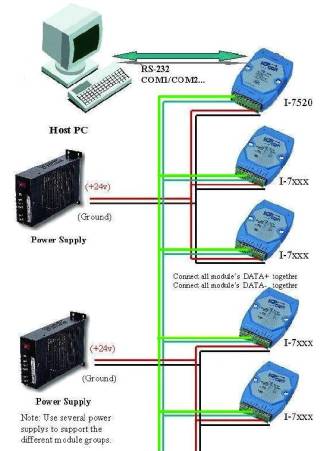 RS-232
COM1/COM2...
I-7520
Host PC
(+24v)
(Ground)
Power Supply
I-7xxx
I-7xxx
Connect all module's DATA+ together
Connect all module's DATA- together
I-7xxx
(+24v)
(Ground)
Power Supply
I-7xxx
Note: Use several power
supplys to support the
different module groups.